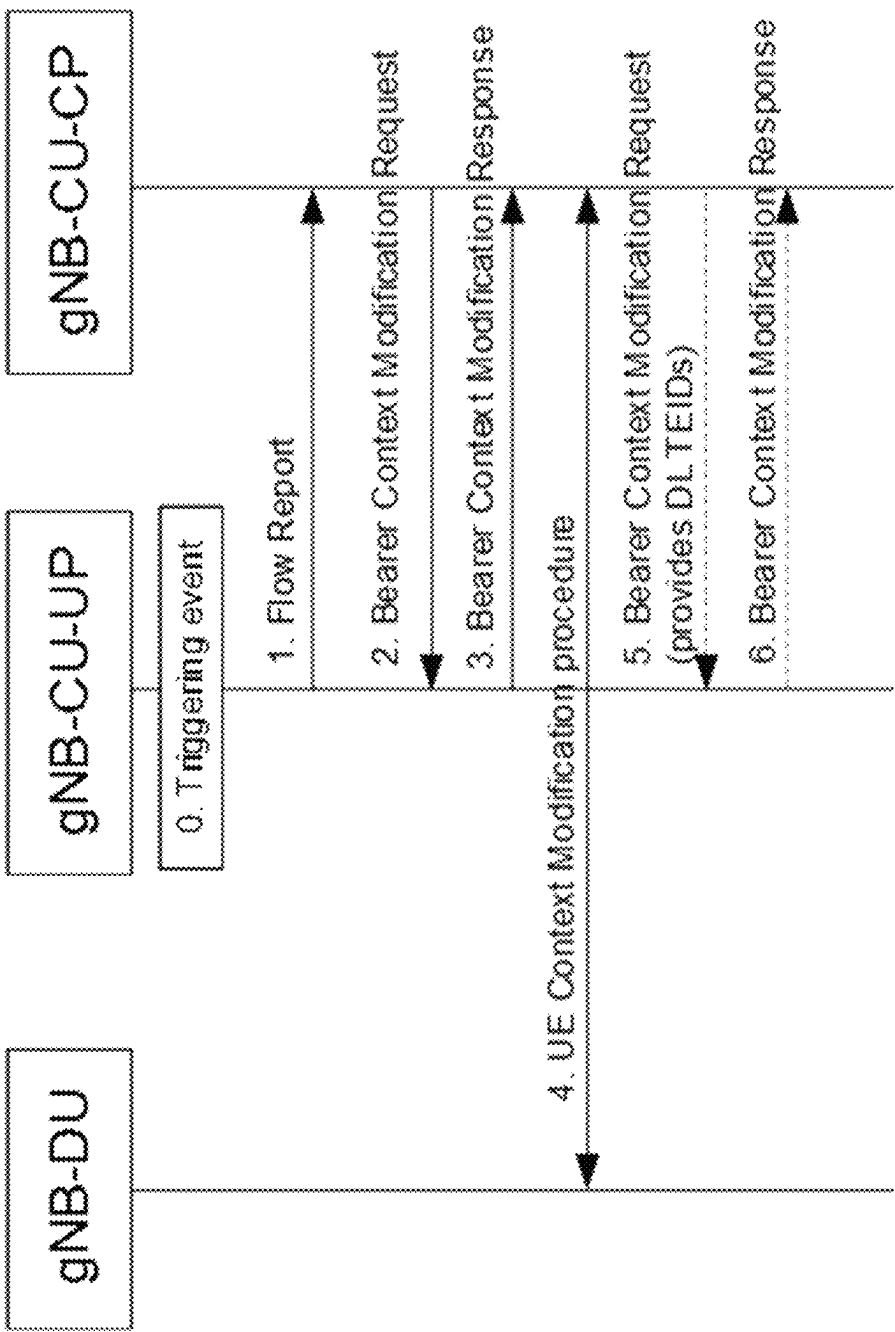 gNB-DU
gNB-CU-UP
gNB-CU-CP
0. Triggering event
1. Flow Report
2. Bearer Context Modification Request
3. Bearer Context Modification Response
4. UE Context Modification procedure
5. Bearer Context Modification Request
(provides DL TEIDs)
6. Bearer Context Modification Response